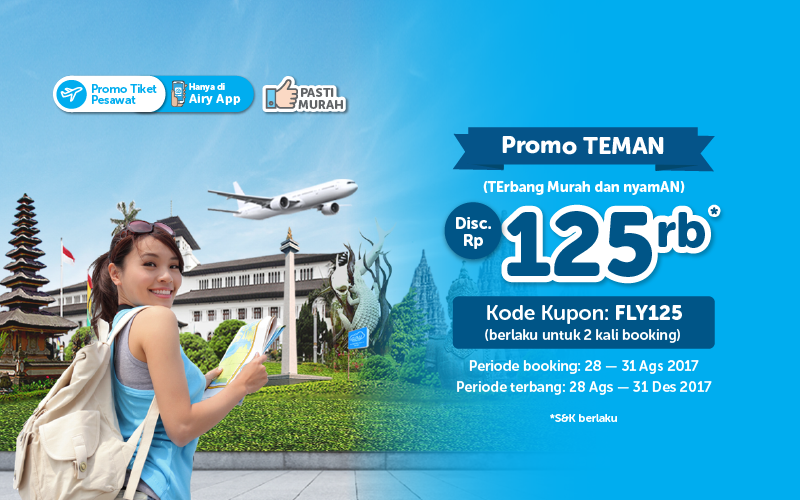 Promo Tiket
Pesawat
Hanya di
Airy App
PASTI
MURAH
Promo TEMAN
(TErbang Murah dan nyamAN)
Disc.
Rp
125rb*
Kode Kupon: FLY125
(berlaku untuk 2 kali booking)
Periode booking: 28 — 31 Ags 2017
Periode terbang: 28 Ags — 31 Des 2017
*S&K berlaku